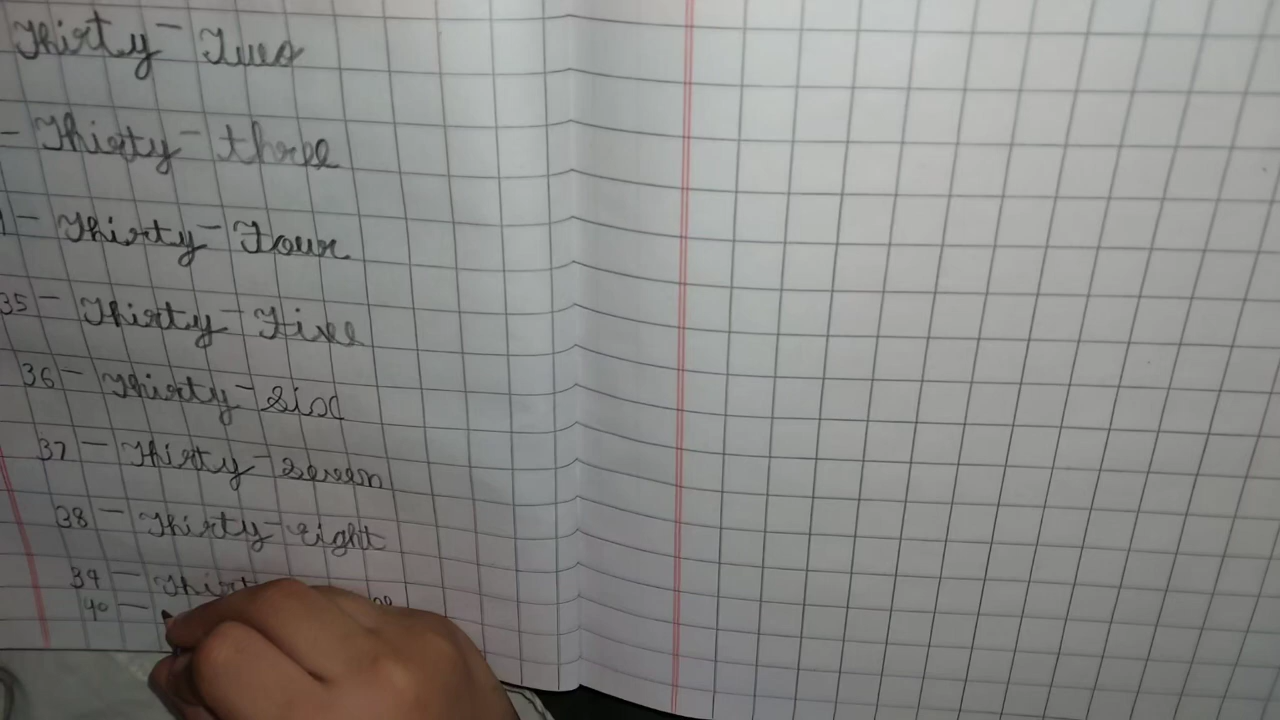 Thirty - Two
- Thirty - three
- Thirty - Four
35 - Thirty - Five
36 - Thirty - six
37 - Thirty - seven
38 - Thirty - eight
39 - Thirt
40 -